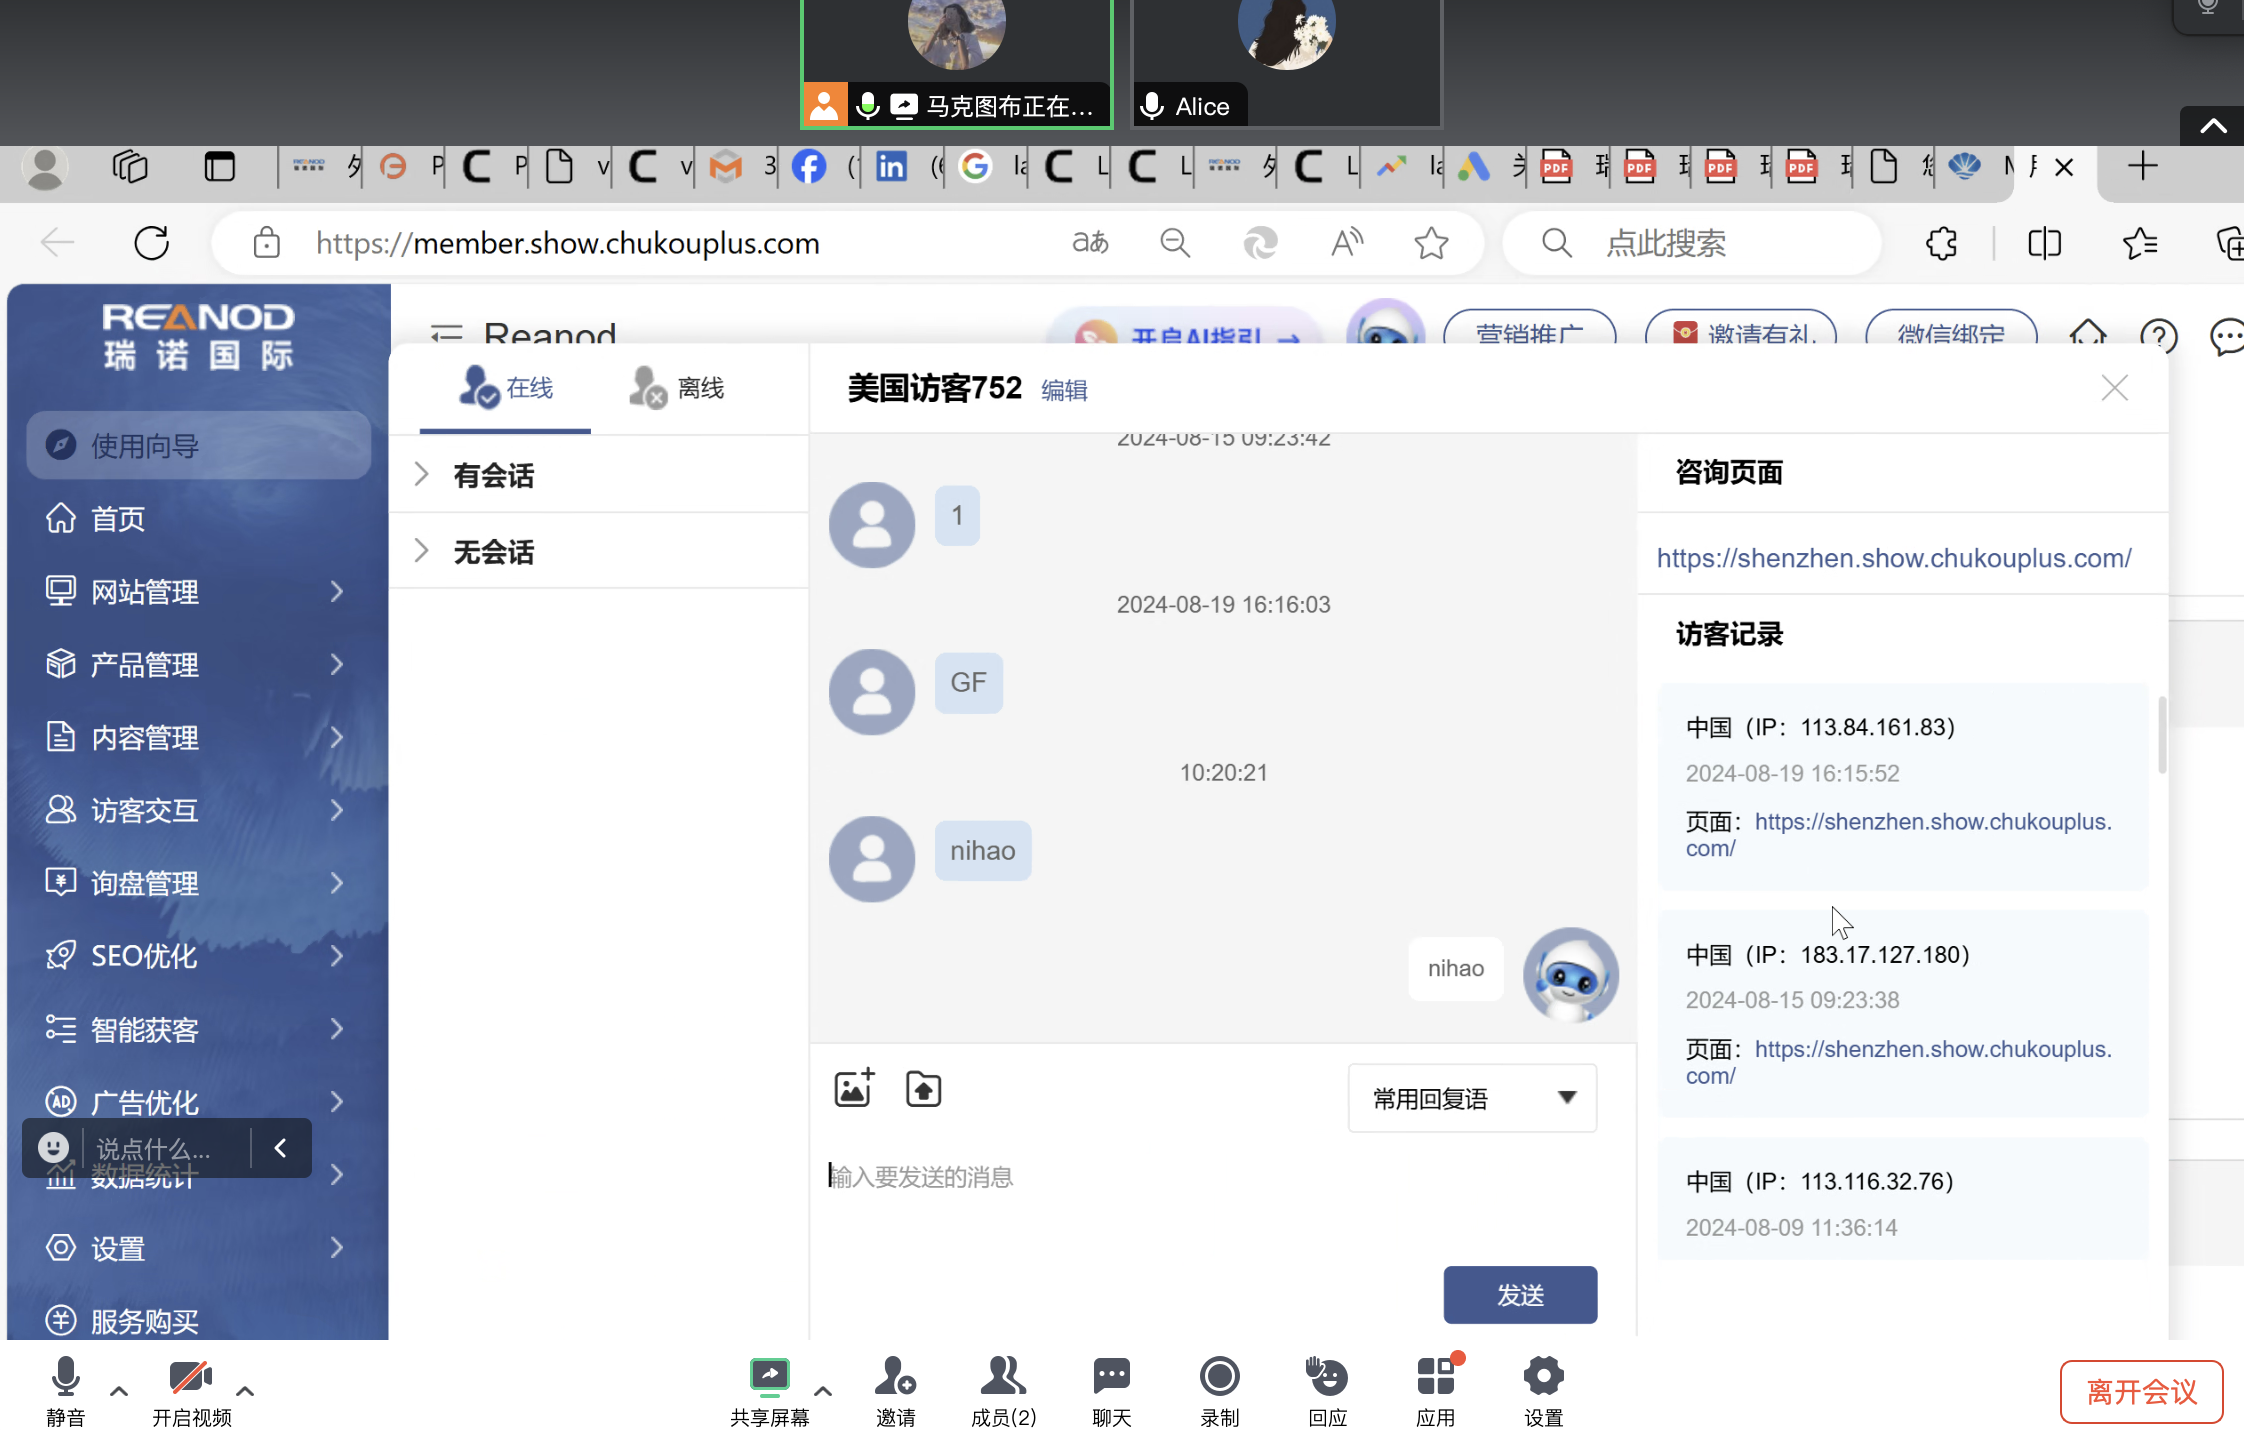 马克图布正在...
Alice
https://member.show.chukouplus.com
点此搜索
REANOD
瑞诺国际
Reanod
开启AI指引 →
营销推广
邀请有礼
微信绑定
使用向导
首页
网站管理
产品管理
内容管理
访客交互
询盘管理
SEO优化
智能获客
广告优化
说点什么...
数据统计
设置
服务购买
在线
离线
有会话
无会话
美国访客752 编辑
2024-08-15 09:23:42
1
2024-08-19 16:16:03
GF
10:20:21
nihao
nihao
常用回复语
输入要发送的消息
发送
咨询页面
https://shenzhen.show.chukouplus.com/
访客记录
中国（IP：113.84.161.83）
2024-08-19 16:15:52
页面：https://shenzhen.show.chukouplus.
com/
中国（IP：183.17.127.180）
2024-08-15 09:23:38
页面：https://shenzhen.show.chukouplus.
com/
中国（IP：113.116.32.76）
2024-08-09 11:36:14
静音
开启视频
共享屏幕
邀请
成员(2)
聊天
录制
回应
应用
设置
离开会议